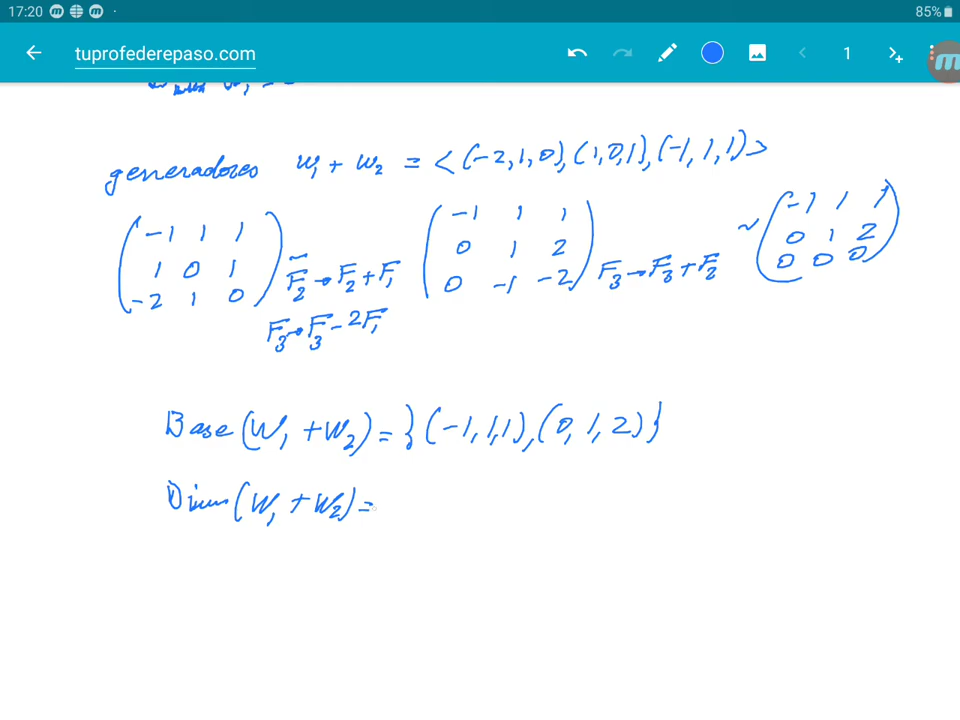 17:20
85%
tuprofederepaso.com
1
generadores W₁ + W₂ = < (-2, 1, 0), (1, 0, 1), (-1, 1, 1) >
-1 1 1
1 0 1
-2 1 0
~
F₂ → F₂ + F₁
F₃ → F₃ - 2F₁
-1 1 1
0 1 2
0 -1 -2
F₃ → F₃ + F₂
~
-1 1 1
0 1 2
0 0 0
Base (W₁ + W₂) = } (-1, 1, 1), (0, 1, 2) }
Dim (W₁ + W₂) =